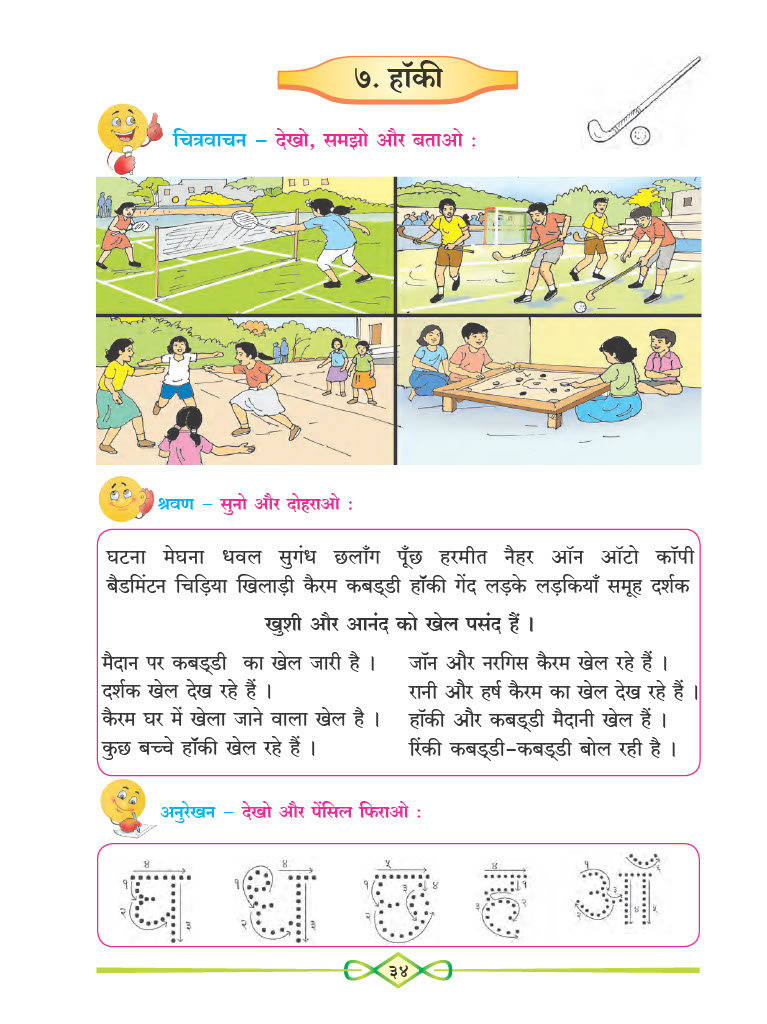 ७. हॉकी
चित्रवाचन – देखो, समझो और बताओ :
श्रवण – सुनो और दोहराओ :
घटना मेघना धवल सुगंध छलाँग पूँछ हरमीत नैहर ऑन ऑटो कॉपी
बैडमिंटन चिड़िया खिलाड़ी कैरम कबड्डी हॉकी गेंद लड़के लड़कियाँ समूह दर्शक
खुशी और आनंद को खेल पसंद हैं ।
मैदान पर कबड्डी का खेल जारी है ।
दर्शक खेल देख रहे हैं ।
कैरम घर में खेला जाने वाला खेल है ।
कुछ बच्चे हॉकी खेल रहे हैं ।
जॉन और नरगिस कैरम खेल रहे हैं ।
रानी और हर्ष कैरम का खेल देख रहे हैं ।
हॉकी और कबड्डी मैदानी खेल हैं ।
रिंकी कबड्डी-कबड्डी बोल रही है ।
अनुरेखन – देखो और पेंसिल फिराओ :
घ ध छ ह ऑ
३४